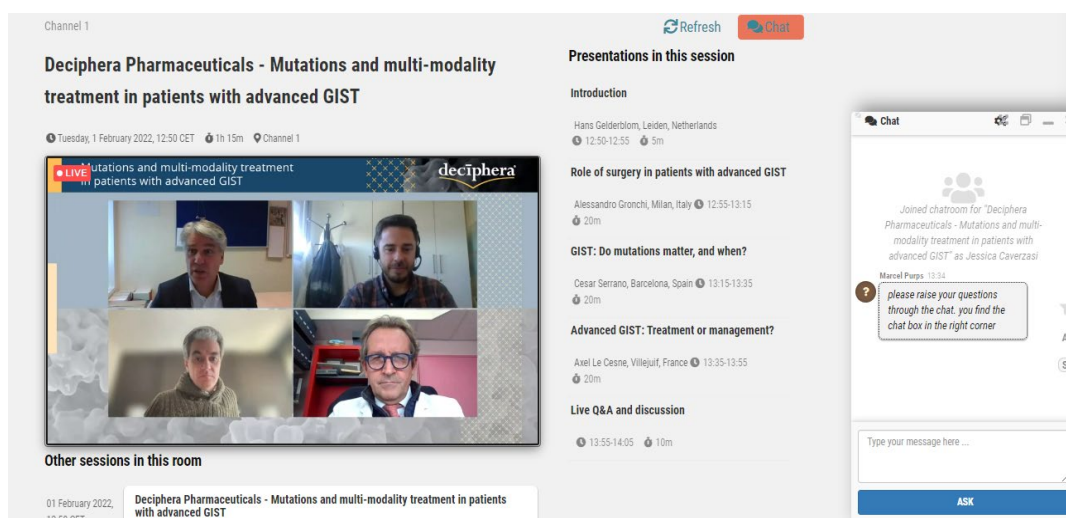 Channel 1
Refresh
Chat
Deciphera Pharmaceuticals - Mutations and multi-modality
treatment in patients with advanced GIST
Tuesday, 1 February 2022, 12:50 CET 1h 15m Channel 1
LIVE
Mutations and multi-modality treatment
in patients with advanced GIST
decīphera
Other sessions in this room
01 February 2022,
Deciphera Pharmaceuticals - Mutations and multi-modality treatment in patients
with advanced GIST
Presentations in this session
Introduction
Hans Gelderblom, Leiden, Netherlands
12:50-12:55 5m
Role of surgery in patients with advanced GIST
Alessandro Gronchi, Milan, Italy 12:55-13:15
20m
GIST: Do mutations matter, and when?
Cesar Serrano, Barcelona, Spain 13:15-13:35
20m
Advanced GIST: Treatment or management?
Axel Le Cesne, Villejuif, France 13:35-13:55
20m
Live Q&A and discussion
13:55-14:05 10m
Chat
Joined chatroom for "Deciphera
Pharmaceuticals - Mutations and multi-
modality treatment in patients with
advanced GIST" as Jessica Caverzasi
Marcel Purps 13:34
?
please raise your questions
through the chat. you find the
chat box in the right corner
Type your message here ...
ASK